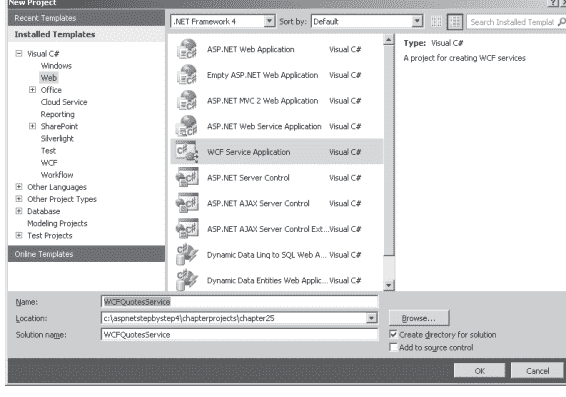 New Project
Recent Templates
.NET Framework 4
Sort by: Default
Search Installed Templat
Installed Templates
Visual C#
Windows
Web
Office
Cloud Service
Reporting
SharePoint
Silverlight
Test
WCF
Workflow
Other Languages
Other Project Types
Database
Modeling Projects
Test Projects
Online Templates
ASP.NET Web Application Visual C#
Empty ASP.NET Web Application Visual C#
ASP.NET MVC 2 Web Application Visual C#
ASP.NET Web Service Application Visual C#
WCF Service Application Visual C#
ASP.NET Server Control Visual C#
ASP.NET AJAX Server Control Visual C#
ASP.NET AJAX Server Control Ext...Visual C#
Dynamic Data Linq to SQL Web A... Visual C#
Dynamic Data Entities Web Applic... Visual C#
Type: Visual C#
A project for creating WCF services
Name: WCFQuotesService
Location: c:\aspnetstepbystep4\chapterprojects\chapter25
Browse...
Solution name: WCFQuotesService
Create directory for solution
Add to source control
OK Cancel